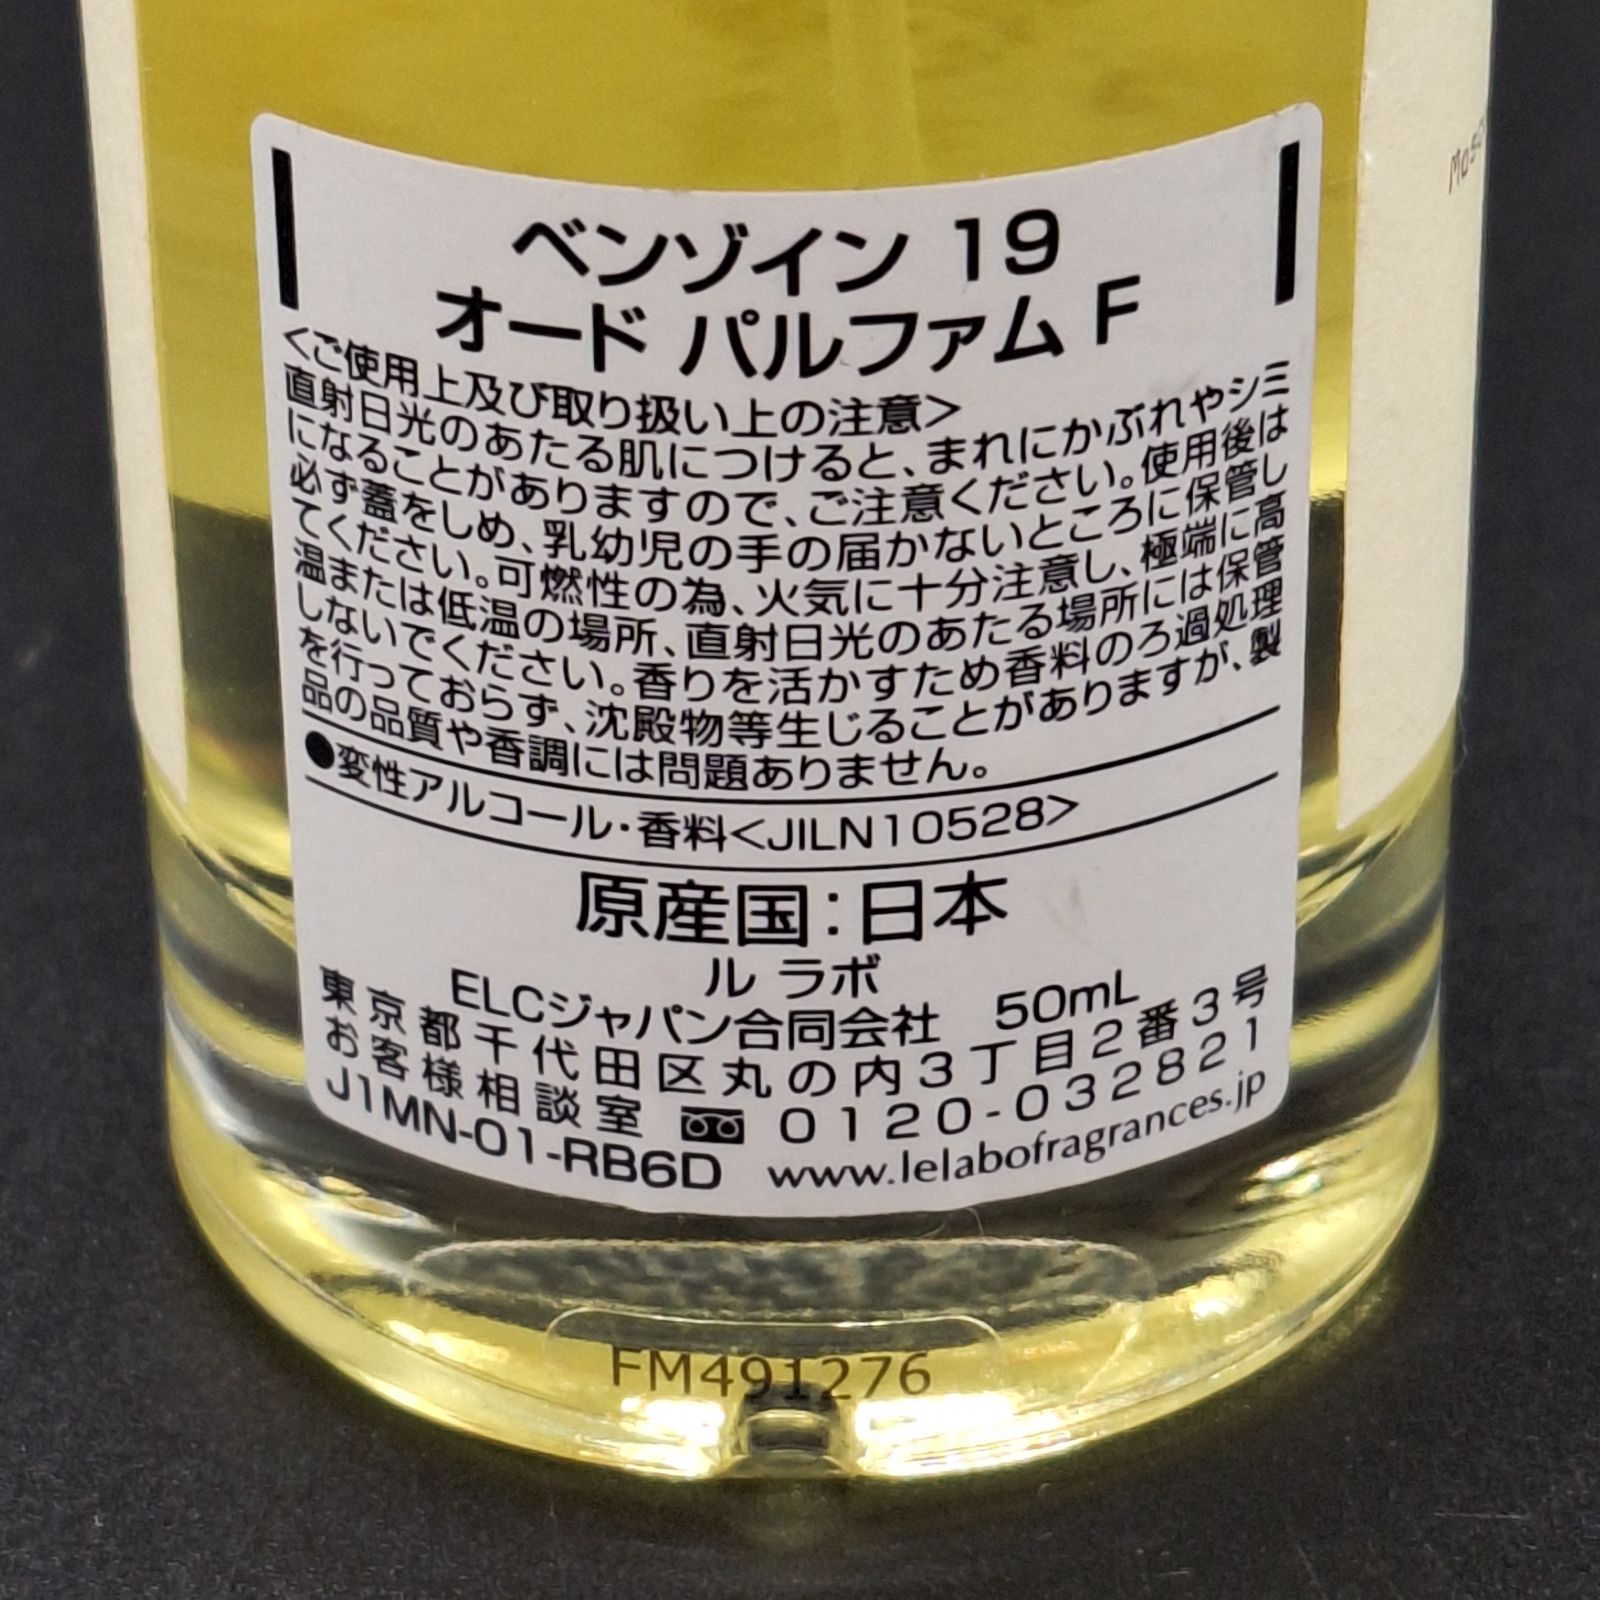 ベンゾイン 19
オード パルファム F
<ご使用上及び取り扱い上の注意>
直射日光のあたる肌につけると、まれにかぶれやシミ
になることがありますので、ご注意ください。使用後は
必ず蓋をしめ、乳幼児の手の届かないところに保管し
てください。可燃性の為、火気に十分注意し、極端に高
温または低温の場所、直射日光のあたる場所には保管
しないでください。香りを活かすため香料のろ過処理
を行っておらず、沈殿物等生じることがありますが、製
品の品質や香調には問題ありません。
●変性アルコール・香料<JILN10528>
原産国:日本
ル ラボ
ELCジャパン合同会社 50mL
東京都千代田区丸の内3丁目2番3号
お客様相談室 0120-032821
J1MN-01-RB6D www.lelabofragrances.jp
FM491276